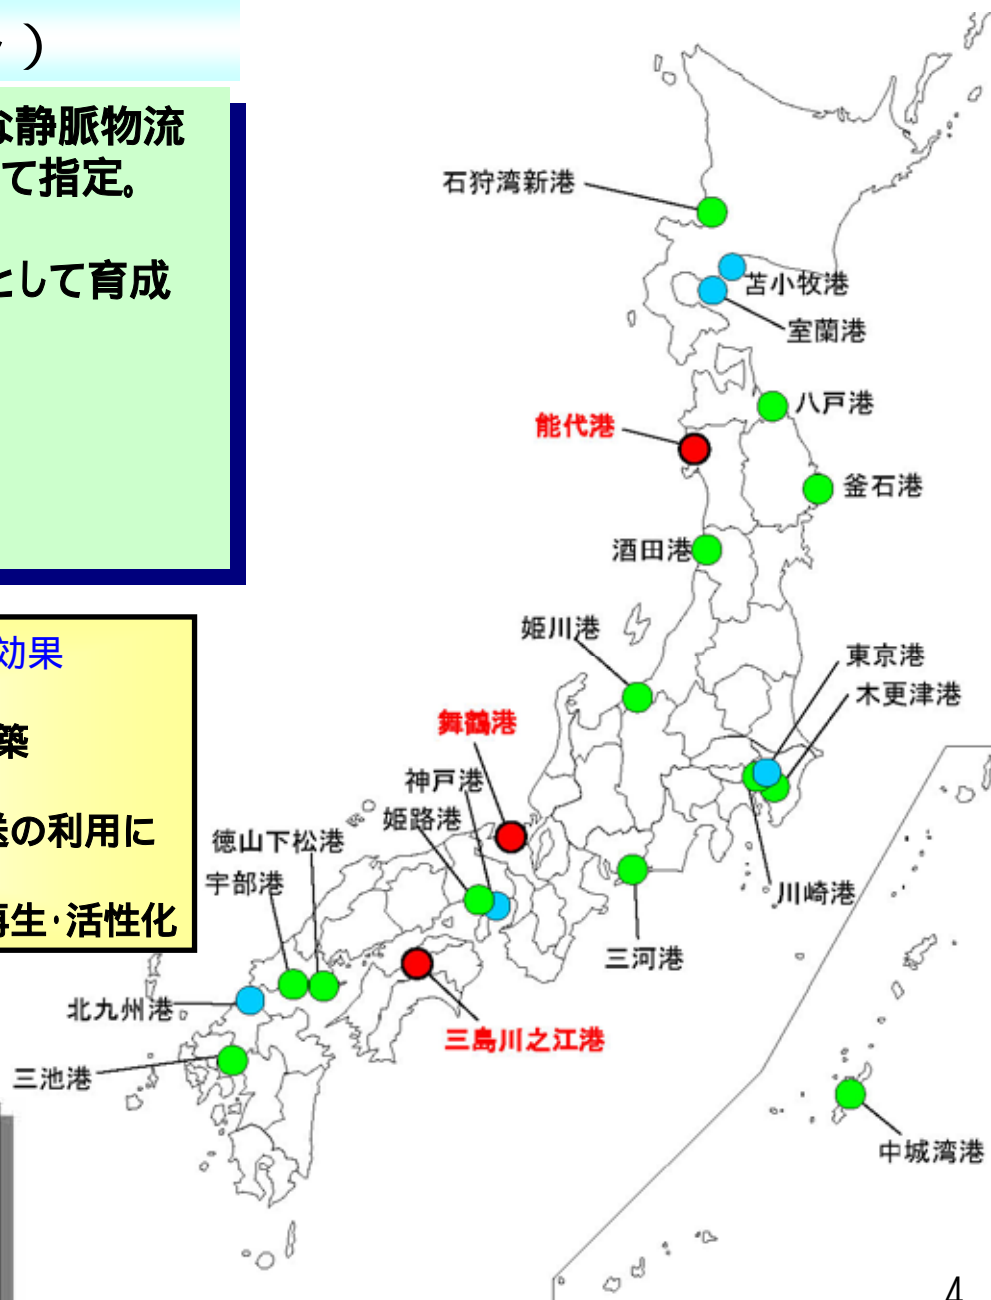 ）
な静脈物流
て指定。
として育成
効果
築
送の利用に
再生・活性化
石狩湾新港
苫小牧港
室蘭港
八戸港
能代港
釜石港
酒田港
姫川港
東京港
木更津港
舞鶴港
神戸港
姫路港
徳山下松港
宇部港
川崎港
三河港
北九州港
三島川之江港
三池港
中城湾港
4